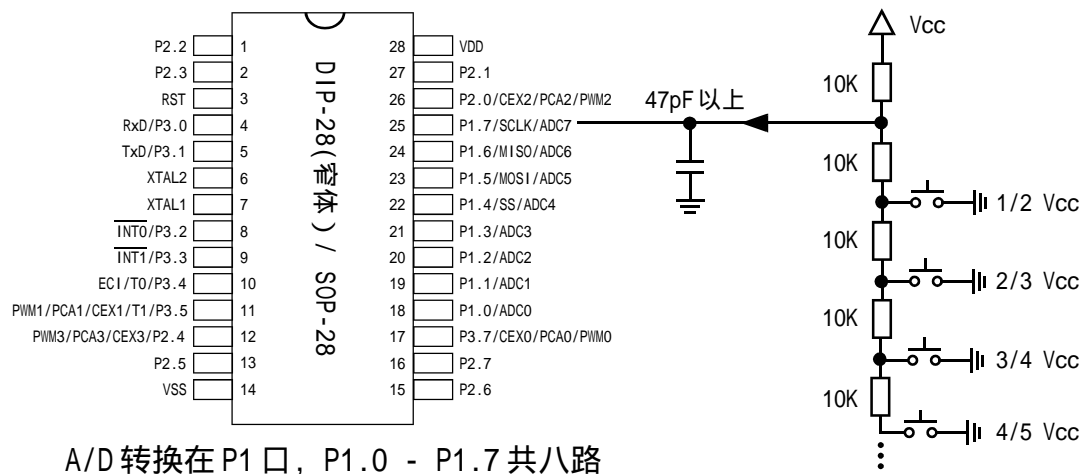 P2.2 1
P2.3 2
RST 3
RxD/P3.0 4
TxD/P3.1 5
XTAL2 6
XTAL1 7
INT0/P3.2 8
INT1/P3.3 9
ECI/T0/P3.4 10
PWM1/PCA1/CEX1/T1/P3.5 11
PWM3/PCA3/CEX3/P2.4 12
P2.5 13
VSS 14
DIP-28(窄体) / SOP-28
28 VDD
27 P2.1
26 P2.0/CEX2/PCA2/PWM2
25 P1.7/SCLK/ADC7
24 P1.6/MISO/ADC6
23 P1.5/MOSI/ADC5
22 P1.4/SS/ADC4
21 P1.3/ADC3
20 P1.2/ADC2
19 P1.1/ADC1
18 P1.0/ADC0
17 P3.7/CEX0/PCA0/PWM0
16 P2.7
15 P2.6
47pF以上
Vcc
10K
10K
1/2 Vcc
10K
2/3 Vcc
10K
3/4 Vcc
10K
4/5 Vcc
A/D转换在P1口, P1.0 - P1.7共八路